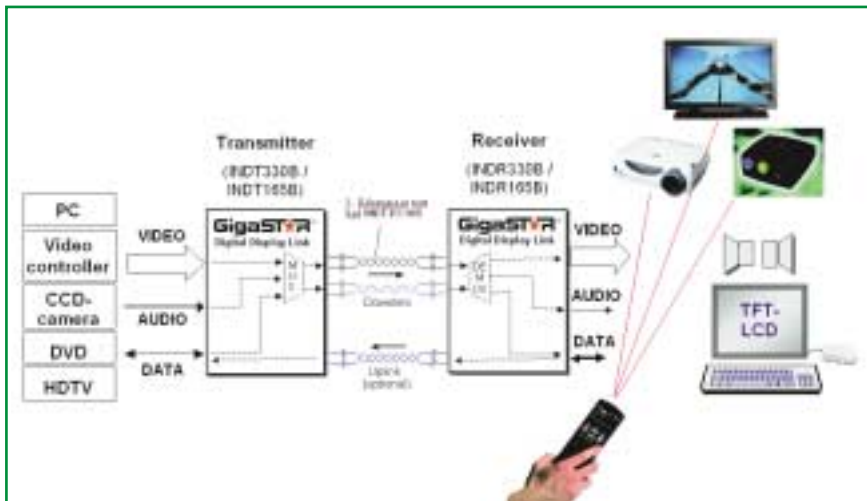 Transmitter
(INDT330B /
INDT165B)
Receiver
(INDR330B /
INDR165B)
PC
Video
controller
CCD-
camera
DVD
HDTV
VIDEO
AUDIO
DATA
GigaSTaR
Digital Display Link
Downlink
Uplink
(optional)
GigaSTaR
Digital Display Link
VIDEO
AUDIO
DATA
TFT-
LCD